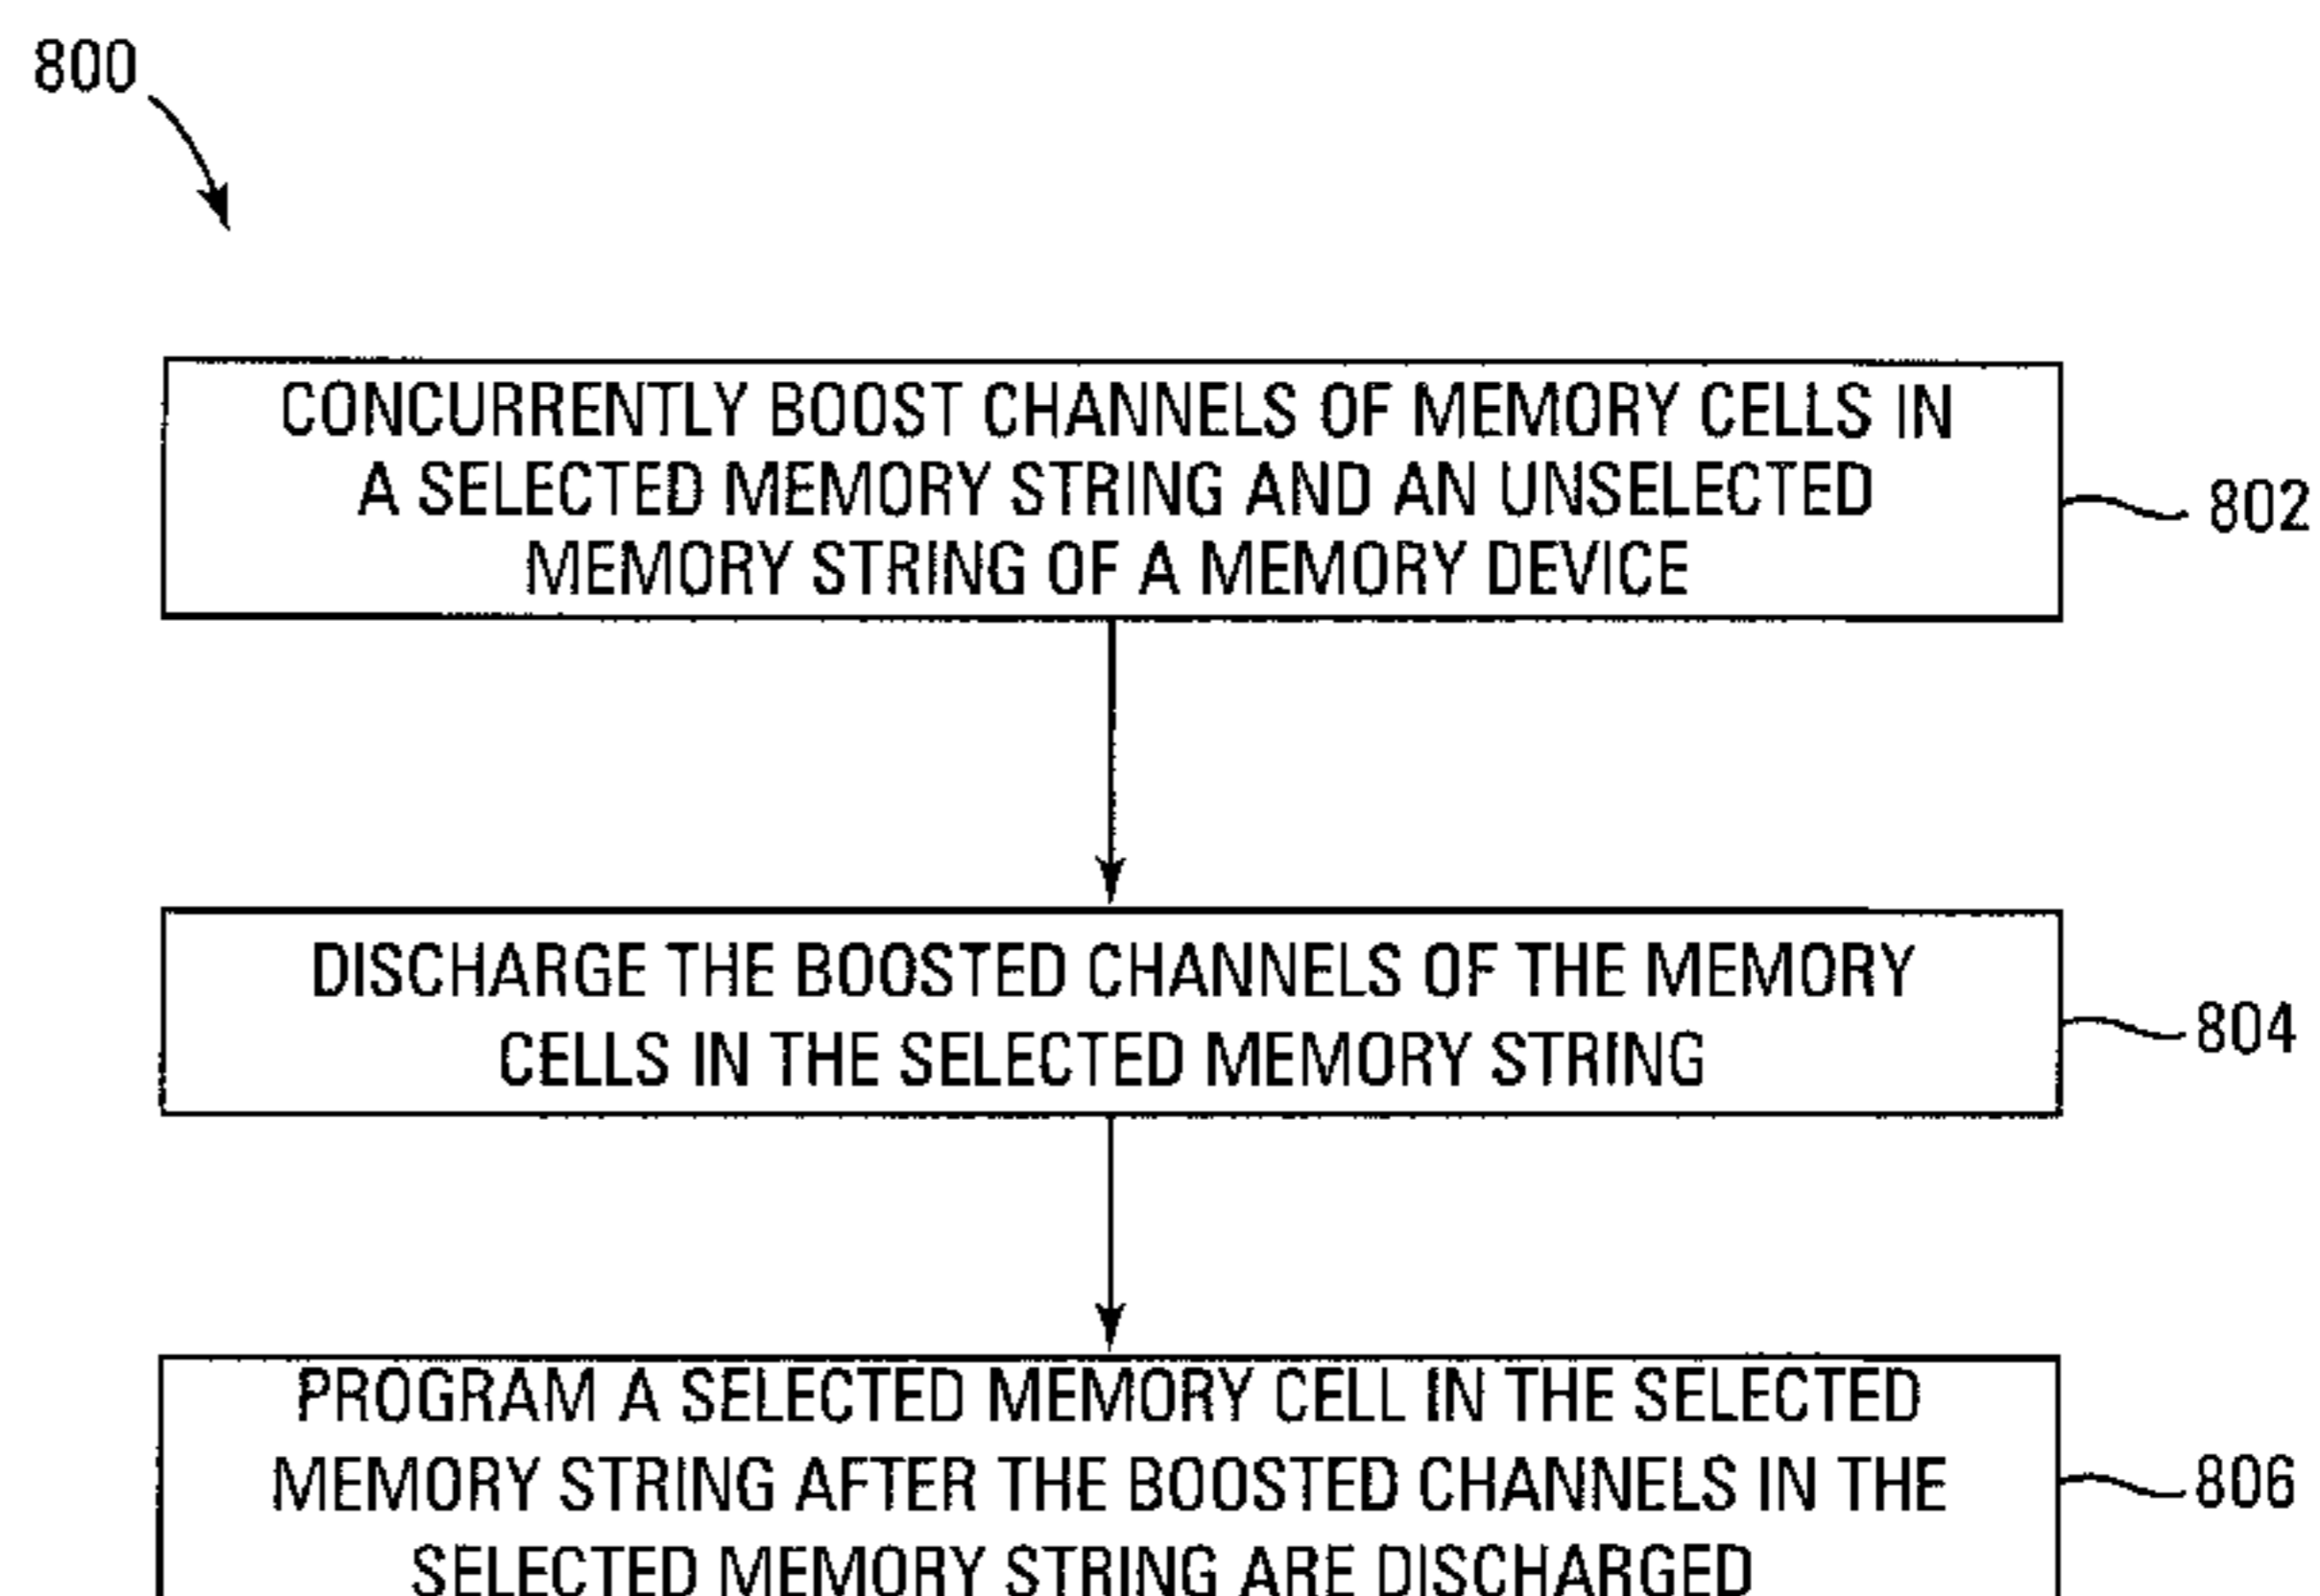 800
CONCURRENTLY BOOST CHANNELS OF MEMORY CELLS IN
A SELECTED MEMORY STRING AND AN UNSELECTED
MEMORY STRING OF A MEMORY DEVICE
802
DISCHARGE THE BOOSTED CHANNELS OF THE MEMORY
CELLS IN THE SELECTED MEMORY STRING
804
PROGRAM A SELECTED MEMORY CELL IN THE SELECTED
MEMORY STRING AFTER THE BOOSTED CHANNELS IN THE
SELECTED MEMORY STRING ARE DISCHARGED
806